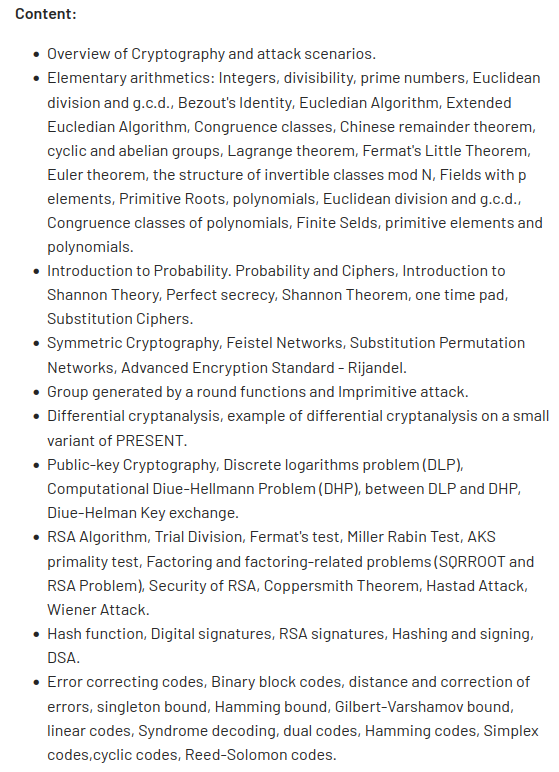 Content:
• Overview of Cryptography and attack scenarios.
• Elementary arithmetics: Integers, divisibility, prime numbers, Euclidean
division and g.c.d., Bezout's Identity, Eucledian Algorithm, Extended
Eucledian Algorithm, Congruence classes, Chinese remainder theorem,
cyclic and abelian groups, Lagrange theorem, Fermat's Little Theorem,
Euler theorem, the structure of invertible classes mod N, Fields with p
elements, Primitive Roots, polynomials, Euclidean division and g.c.d.,
Congruence classes of polynomials, Finite Selds, primitive elements and
polynomials.
• Introduction to Probability. Probability and Ciphers, Introduction to
Shannon Theory, Perfect secrecy, Shannon Theorem, one time pad,
Substitution Ciphers.
• Symmetric Cryptography, Feistel Networks, Substitution Permutation
Networks, Advanced Encryption Standard - Rijandel.
• Group generated by a round functions and Imprimitive attack.
• Differential cryptanalysis, example of differential cryptanalysis on a small
variant of PRESENT.
• Public-key Cryptography, Discrete logarithms problem (DLP),
Computational Diue-Hellmann Problem (DHP), between DLP and DHP,
Diue-Helman Key exchange.
• RSA Algorithm, Trial Division, Fermat's test, Miller Rabin Test, AKS
primality test, Factoring and factoring-related problems (SQRROOT and
RSA Problem), Security of RSA, Coppersmith Theorem, Hastad Attack,
Wiener Attack.
• Hash function, Digital signatures, RSA signatures, Hashing and signing,
DSA.
• Error correcting codes, Binary block codes, distance and correction of
errors, singleton bound, Hamming bound, Gilbert-Varshamov bound,
linear codes, Syndrome decoding, dual codes, Hamming codes, Simplex
codes,cyclic codes, Reed-Solomon codes.